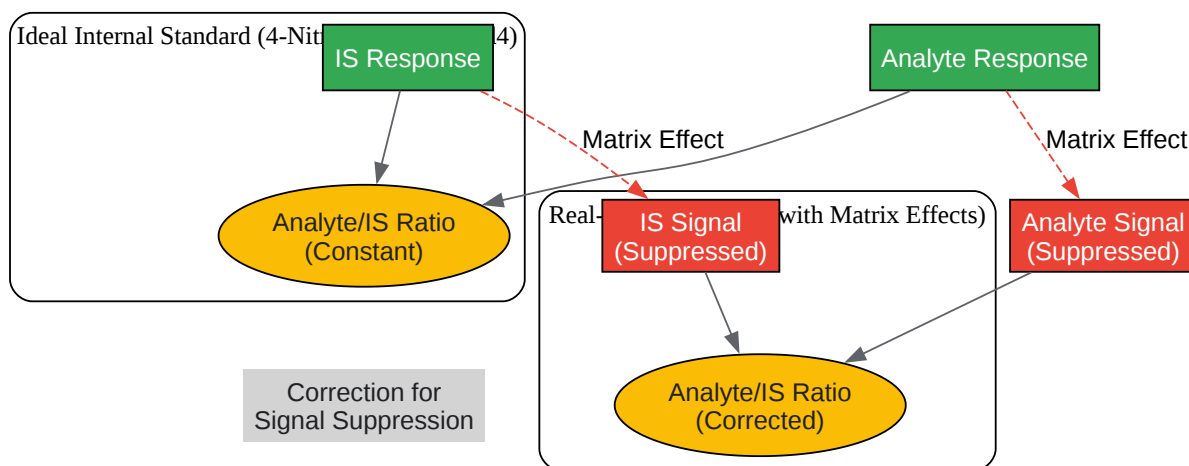 Ideal Internal Standard (4-Nit
IS Response
Analyte Response
Matrix Effect
Matrix Effect
Analyte/IS Ratio
(Constant)
Real-
with Matrix Effects)
IS Signal
(Suppressed)
Analyte Signal
(Suppressed)
Correction for
Signal Suppression
Analyte/IS Ratio
(Corrected)